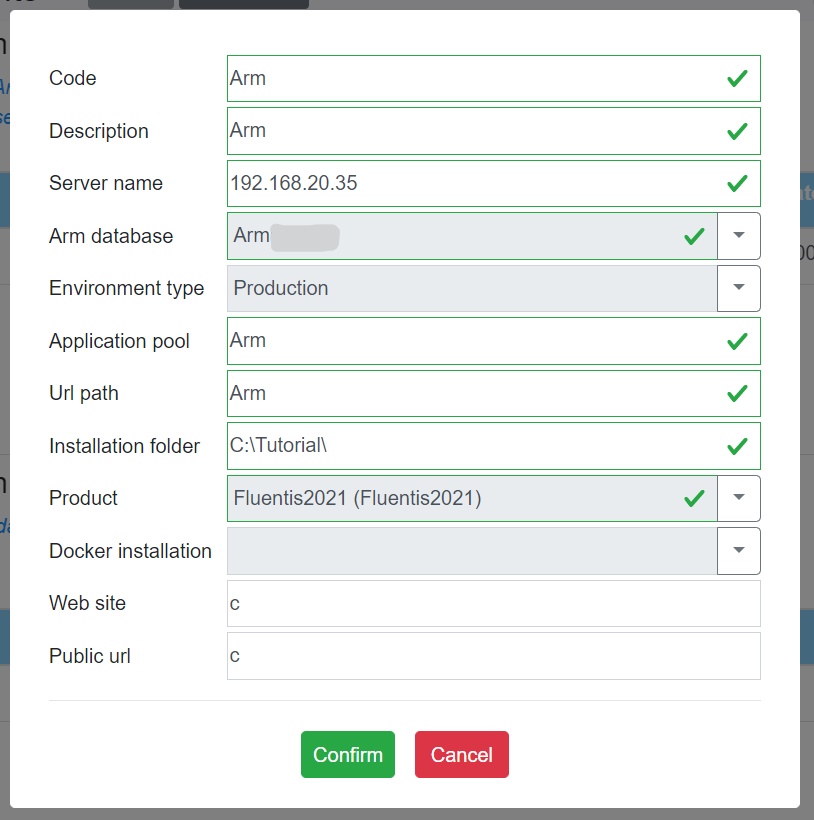 Code Arm
Description Arm
Server name 192.168.20.35
Arm database Arm
Environment type Production
Application pool Arm
Url path Arm
Installation folder C:\Tutorial\
Product Fluentis2021 (Fluentis2021)
Docker installation
Web site c
Public url c
Confirm Cancel